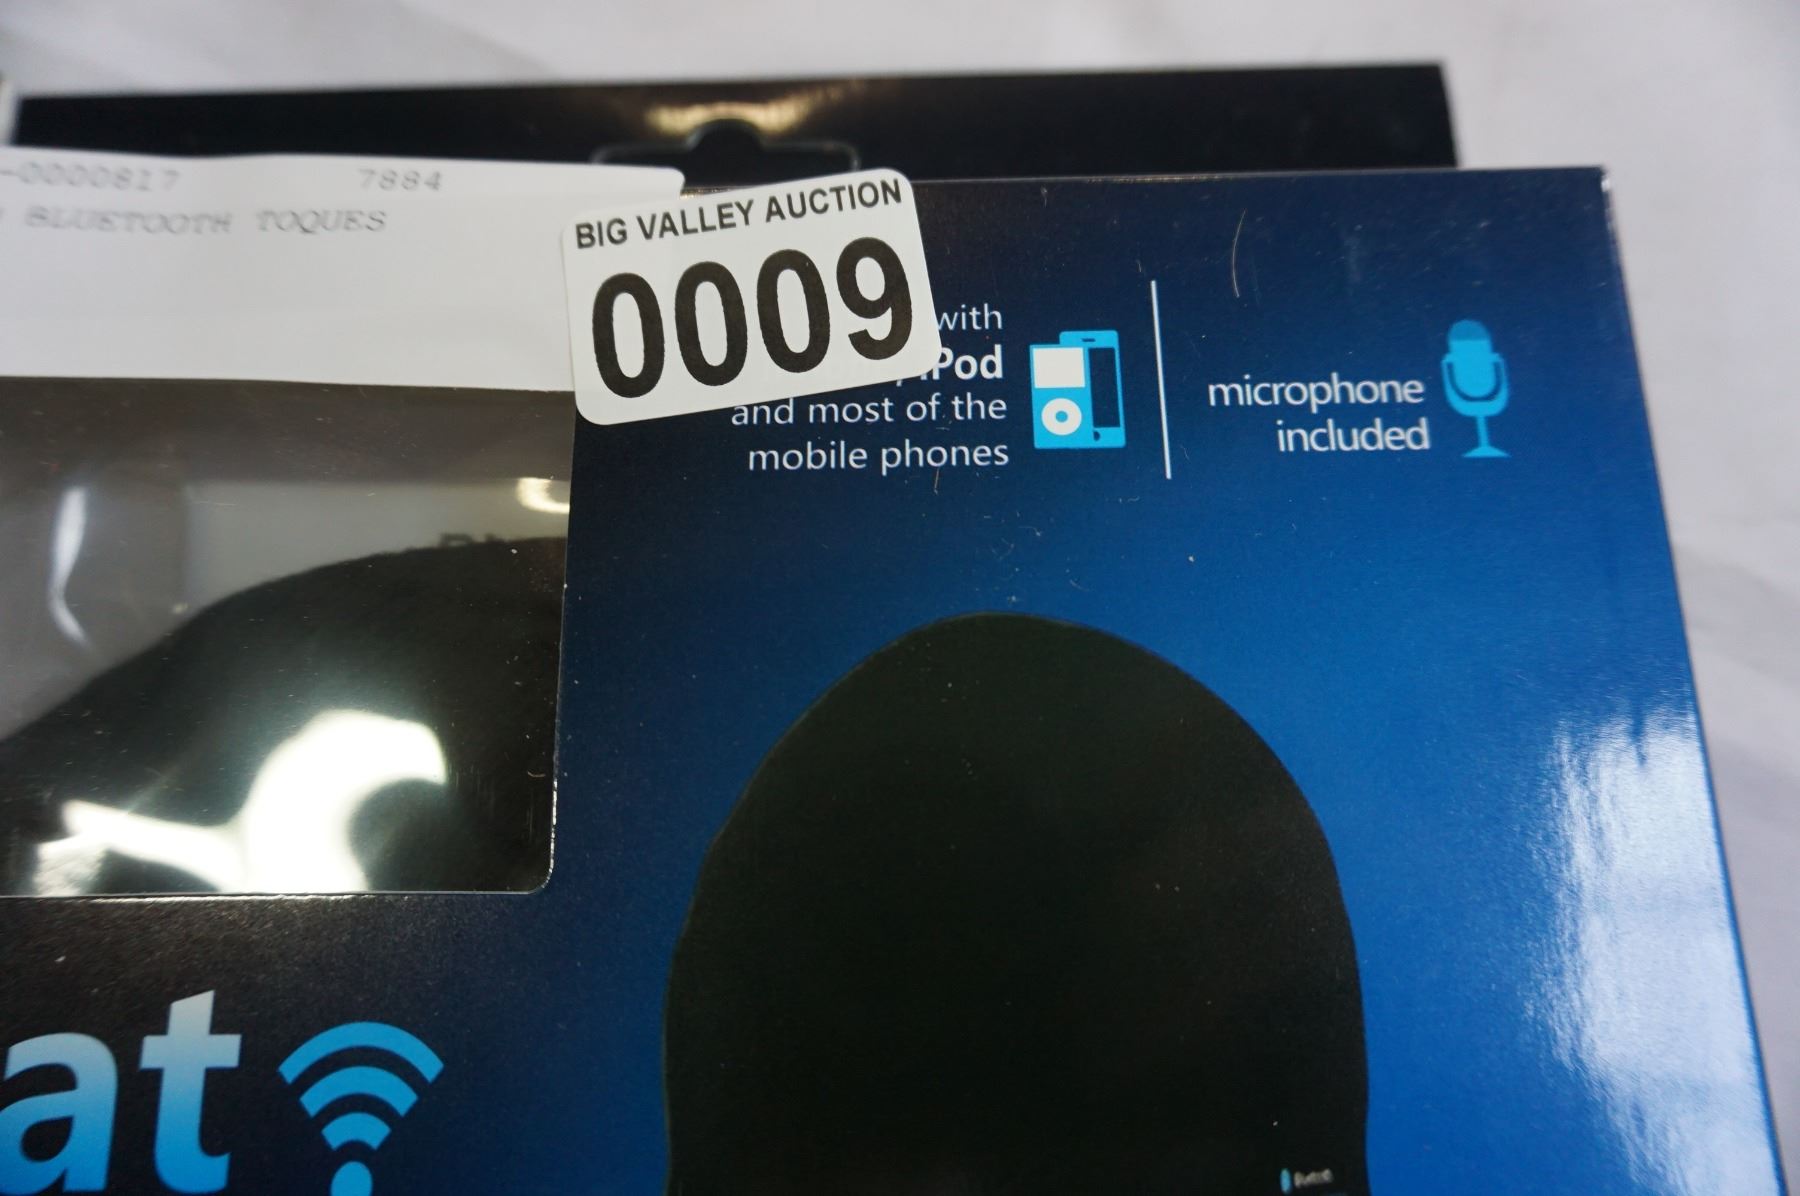 -0000817 7884
BLUETOOTH TOQUES
BIG VALLEY AUCTION
0009
with
iPod
and most of the
mobile phones
microphone
included
at